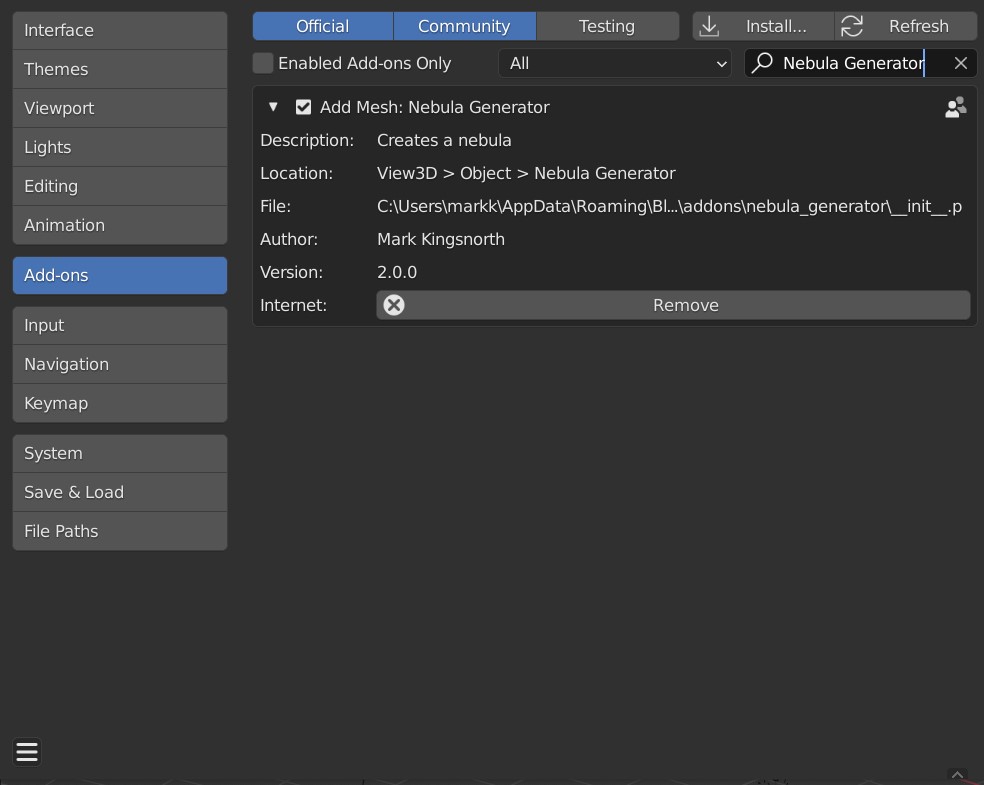 Interface
Themes
Viewport
Lights
Editing
Animation
Add-ons
Input
Navigation
Keymap
System
Save & Load
File Paths
Official Community Testing Install... Refresh
Enabled Add-ons Only All Nebula Generator
Add Mesh: Nebula Generator
Description: Creates a nebula
Location: View3D > Object > Nebula Generator
File: C:\Users\markk\AppData\Roaming\Bl...\addons\nebula_generator\__init__.p
Author: Mark Kingsnorth
Version: 2.0.0
Internet: Remove